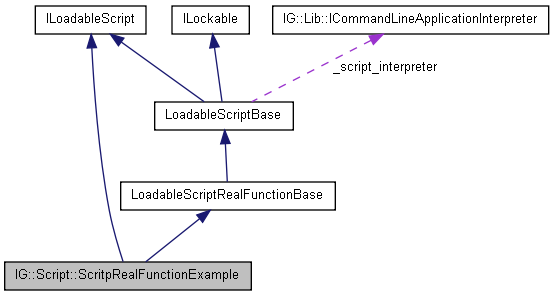 ILoadableScript ILockable IG::Lib::ICommandLineApplicationInterpreter
_script_interpreter
LoadableScriptBase
LoadableScriptRealFunctionBase
IG::Script::ScritpRealFunctionExample